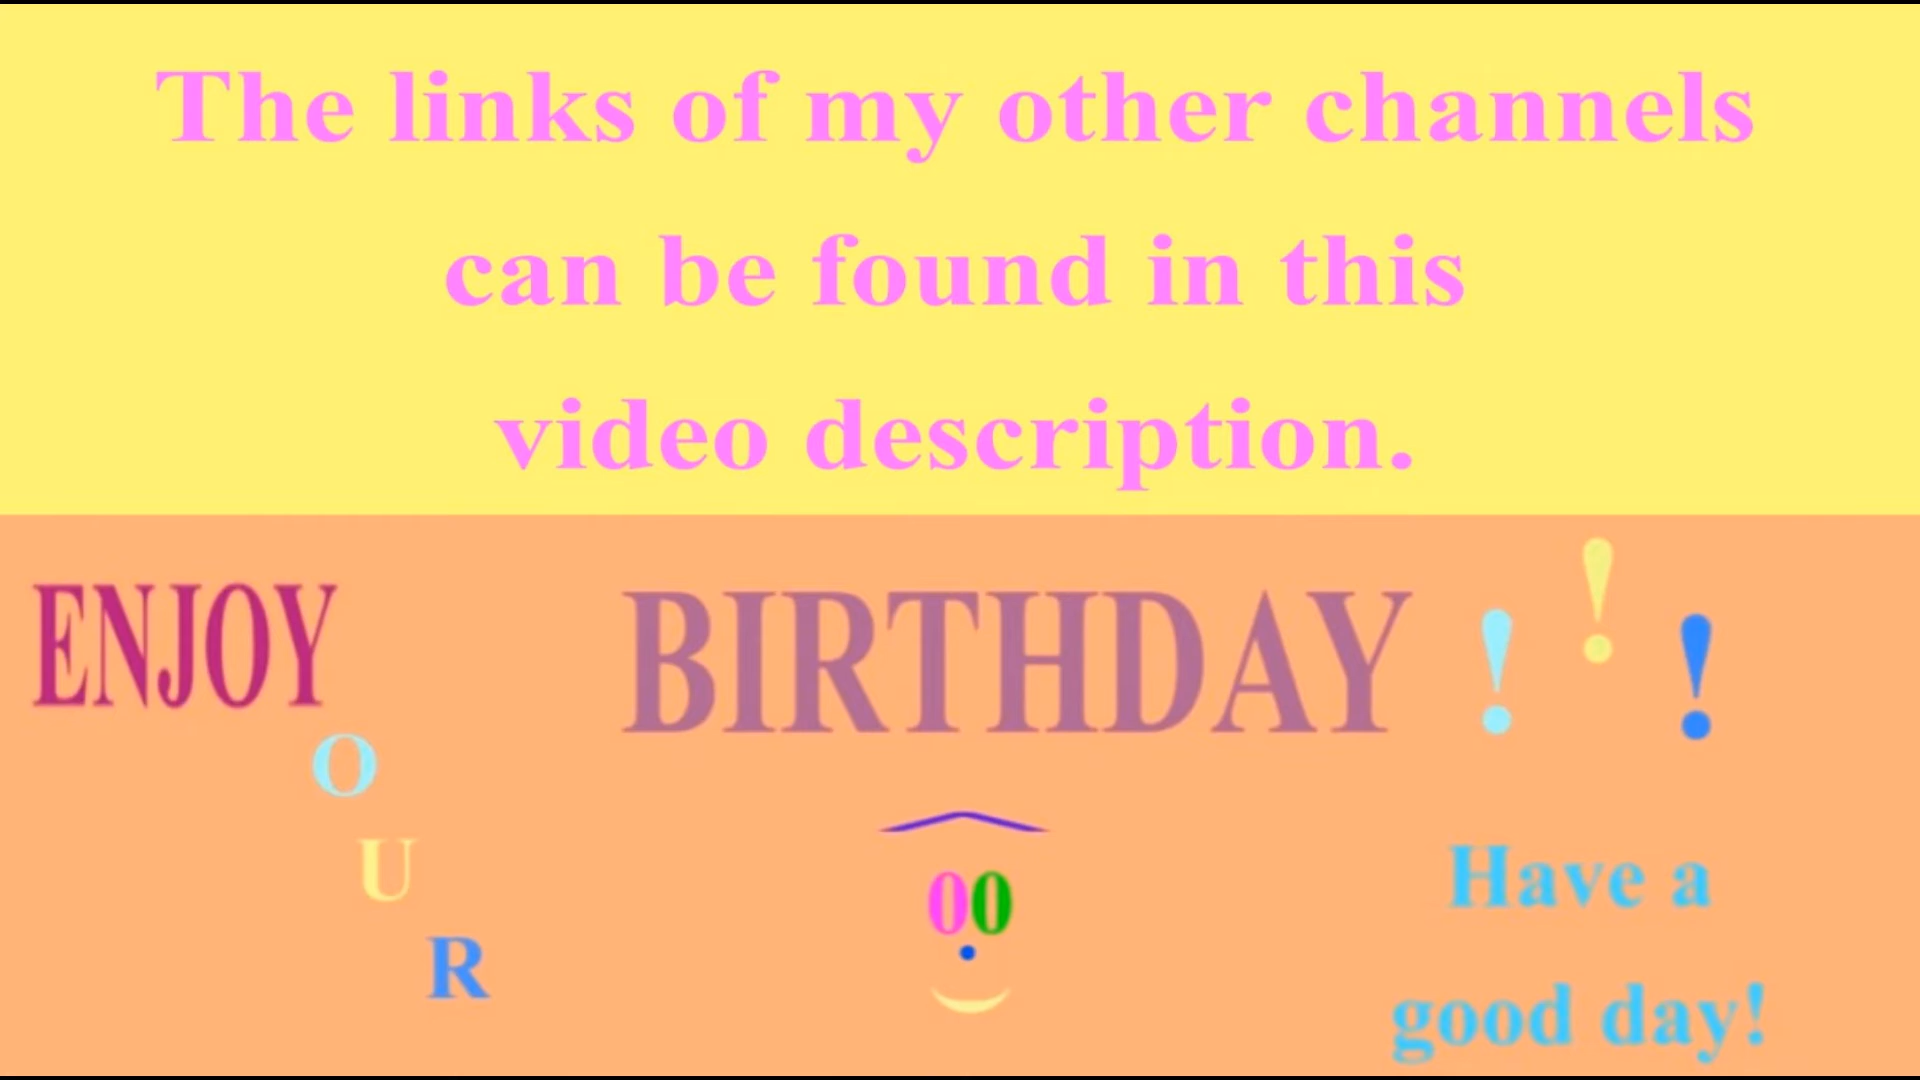 The links of my other channels
can be found in this
video description.
ENJOY
O
U
R
BIRTHDAY ! ! !
00
Have a
good day!